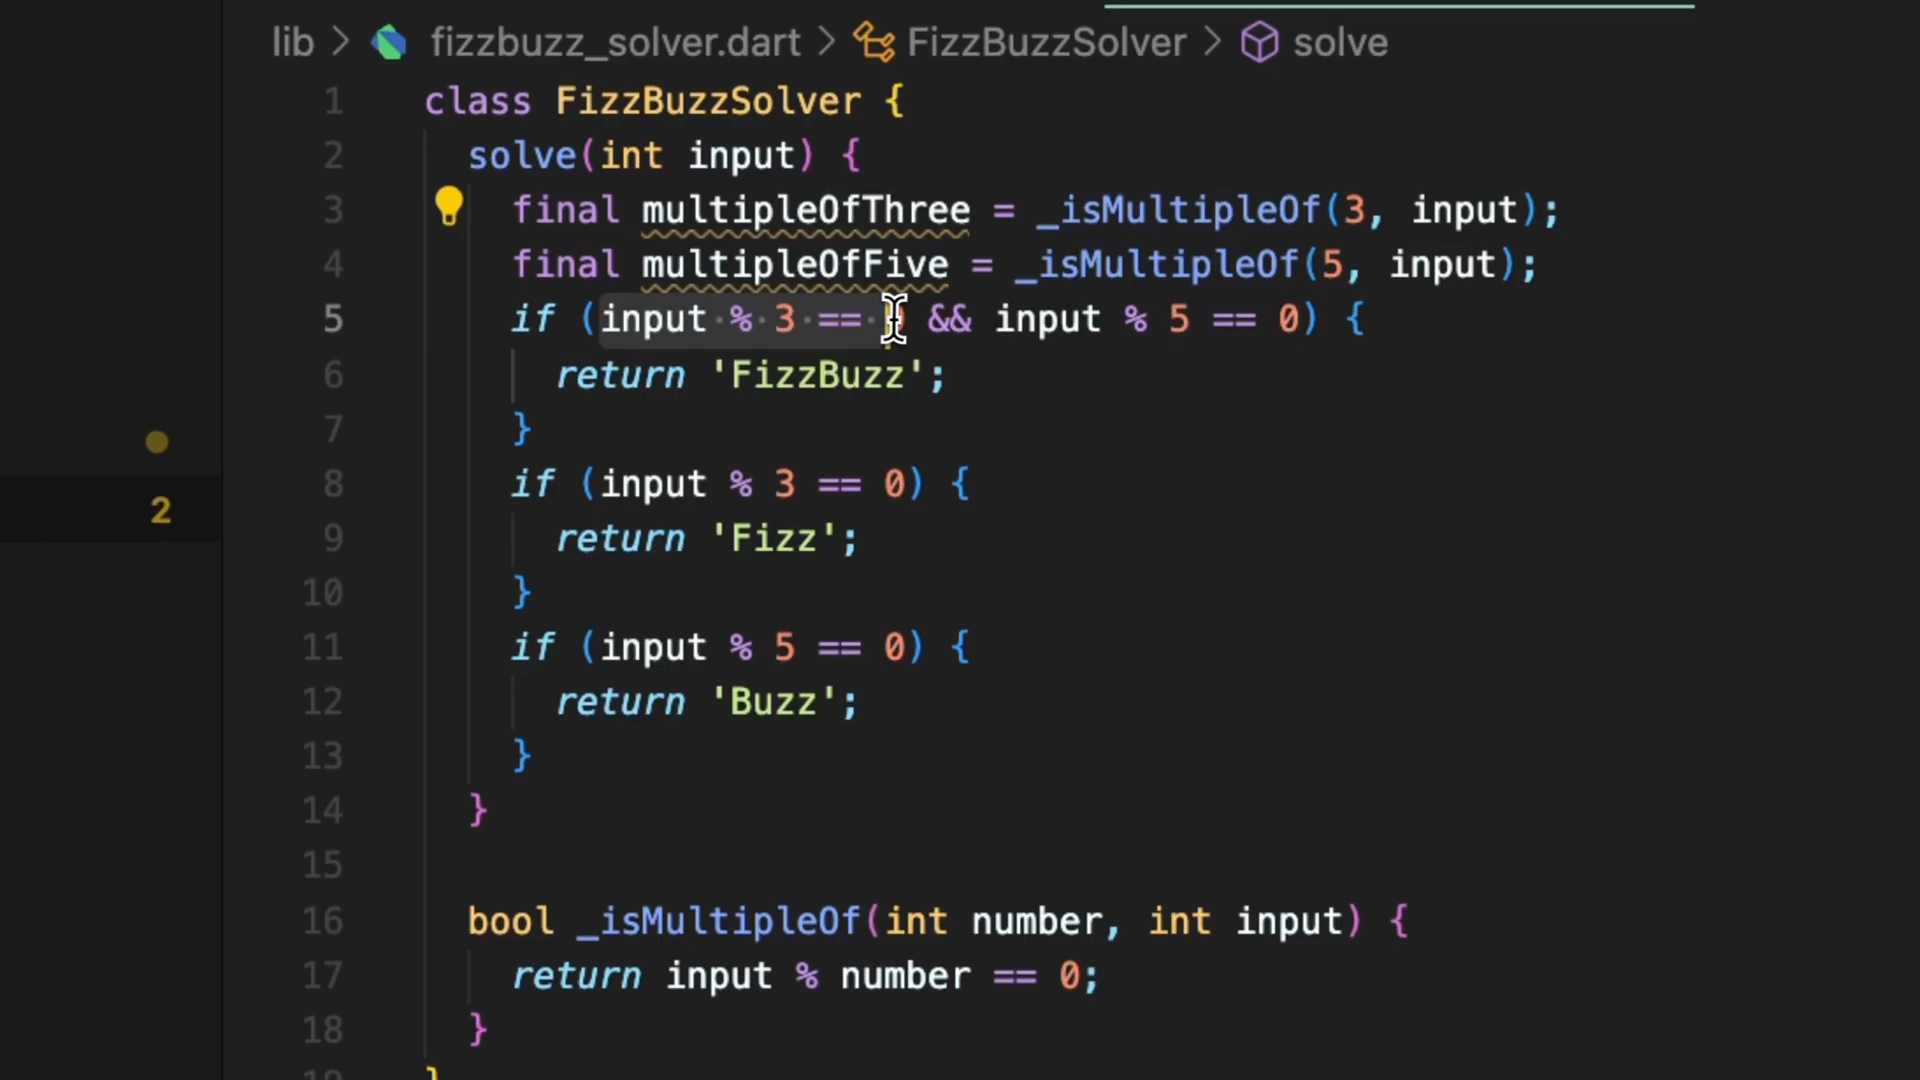 lib > fizzbuzz_solver.dart > FizzBuzzSolver > solve
1 class FizzBuzzSolver {
2 solve(int input) {
3 final multipleOfThree = _isMultipleOf(3, input);
4 final multipleOfFive = _isMultipleOf(5, input);
5 if (input % 3 == 0 && input % 5 == 0) {
6 return 'FizzBuzz';
7 }
8 if (input % 3 == 0) {
2
9 return 'Fizz';
10 }
11 if (input % 5 == 0) {
12 return 'Buzz';
13 }
14 }
15
16 bool _isMultipleOf(int number, int input) {
17 return input % number == 0;
18 }
19 }